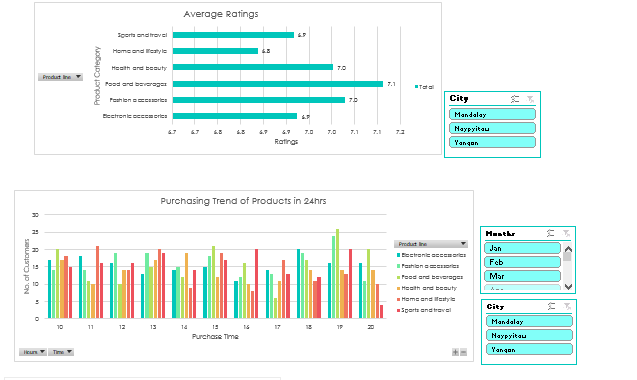 Average Ratings
Product line
Product Category
Sports and travel 6.9
Home and lifestyle 6.8
Health and beauty 7.0
Food and beverages 7.1
Fashion accessories 7.0
Electronic accessories 6.9
Total
6.7 6.7 6.8 6.8 6.9 6.9 7.0 7.0 7.1 7.1 7.2
Ratings
City
Mandalay
Naypyitaw
Yangon
Purchasing Trend of Products in 24hrs
No. of Customers
30
25
20
15
10
5
0
10 11 12 13 14 15 16 17 18 19 20
Purchase Time
Hours Time
Product line
Electronic accessories
Fashion accessories
Food and beverages
Health and beauty
Home and lifestyle
Sports and travel
Months
Jan
Feb
Mar
City
Mandalay
Naypyitaw
Yangon